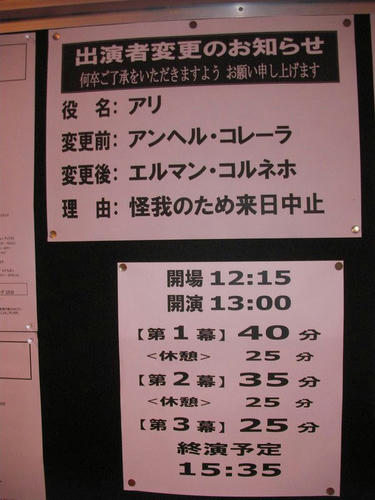 出演者変更のお知らせ
何卒ご了承をいただきますよう お願い申し上げます
役 名: アリ
変更前: アンヘル・コレーラ
変更後: エルマン・コルネホ
理 由: 怪我のため来日中止
開場 12:15
開演 13:00
【第1幕】 40 分
<休憩> 25 分
【第2幕】 35 分
<休憩> 25 分
【第3幕】 25 分
終演予定
15:35